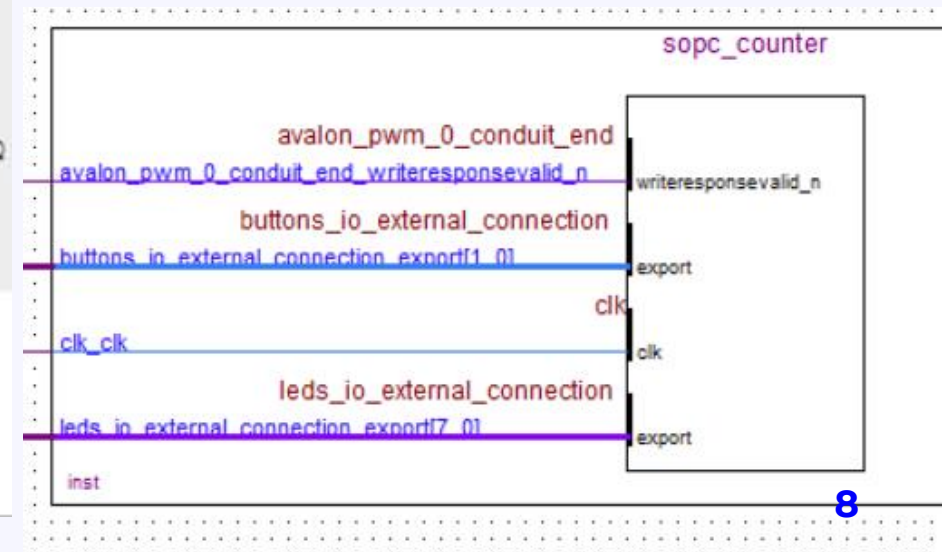 sopc_counter
avalon_pwm_0_conduit_end
avalon_pwm_0_conduit_end_writeresponsevalid_n
writeresponsevalid_n
buttons_io_external_connection
buttons_io_external_connection_export[1..0]
export
clk
clk_clk
clk
leds_io_external_connection
leds_io_external_connection_export[7..0]
export
inst
8